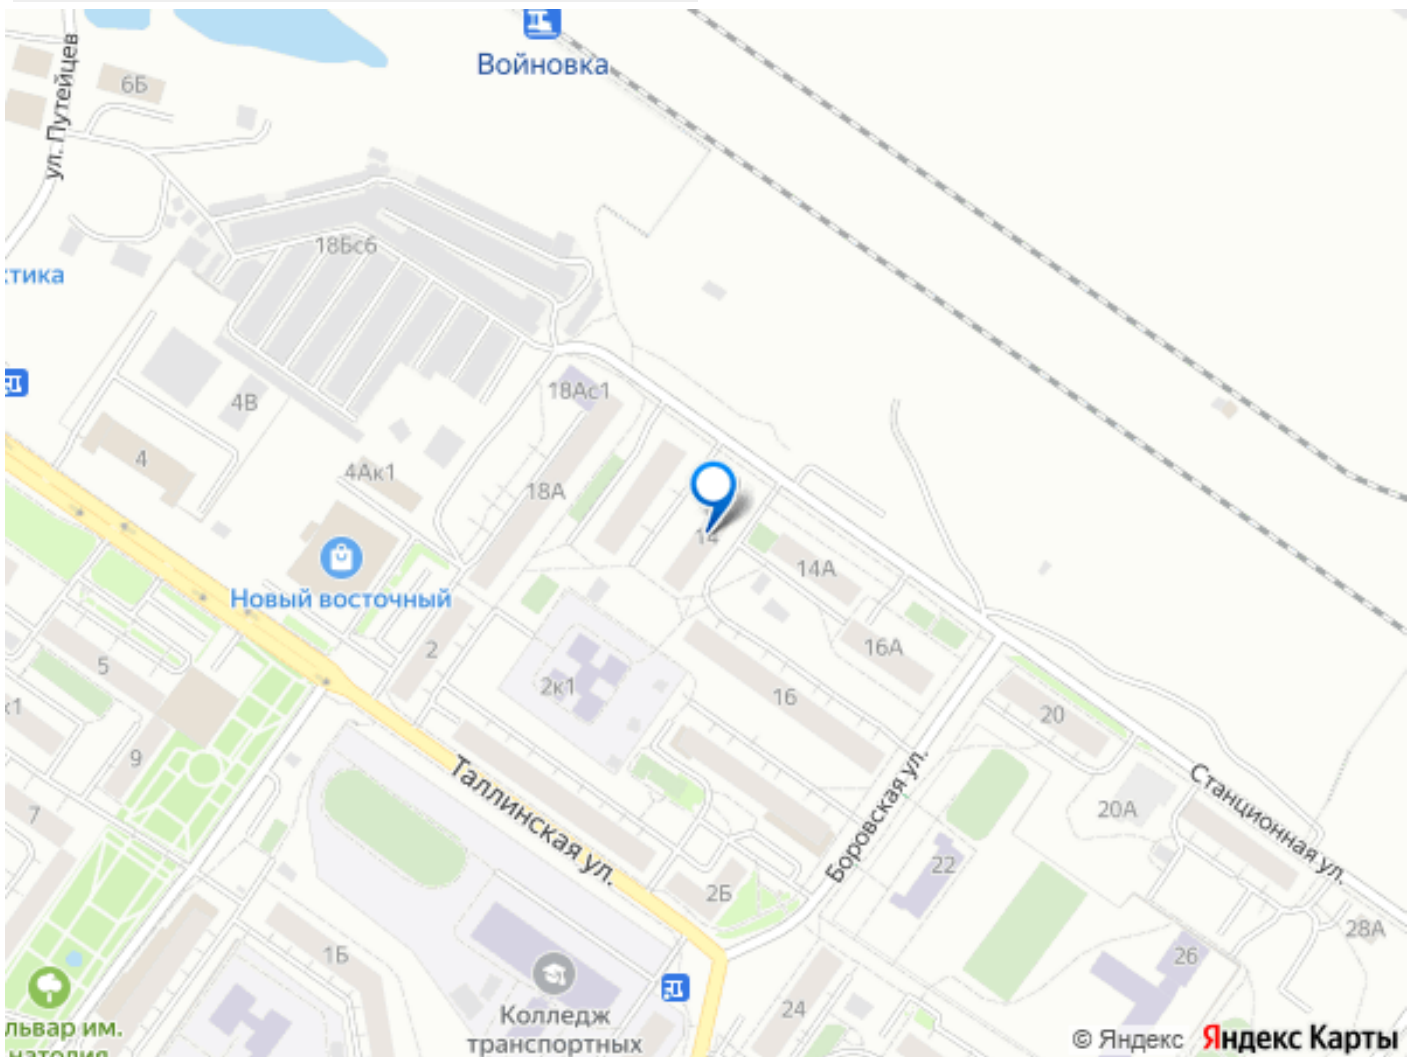 Войновка
6Б
ул. Путейцев
18Бс6
ктика
18Ас1
4В
4
4Ак1
18А
14
14А
Новый восточный
2
16А
5
2к1
16
к1
20
9
Таллинская ул.
Боровская ул.
Станционная ул.
20А
7
22
2Б
28А
1Б
26
24
Колледж
транспортных
львар им.
натолия
© Яндекс Яндекс Карты